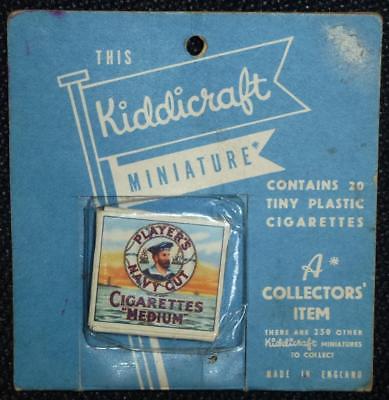 THIS
Kiddicraft
MINIATURE*
CONTAINS 20
TINY PLASTIC
CIGARETTES
PLAYER'S
NAVY CUT
CIGARETTES
"MEDIUM"
A*
COLLECTORS'
ITEM
THERE ARE 250 OTHER
Kiddicraft MINIATURES
TO COLLECT
MADE IN ENGLAND